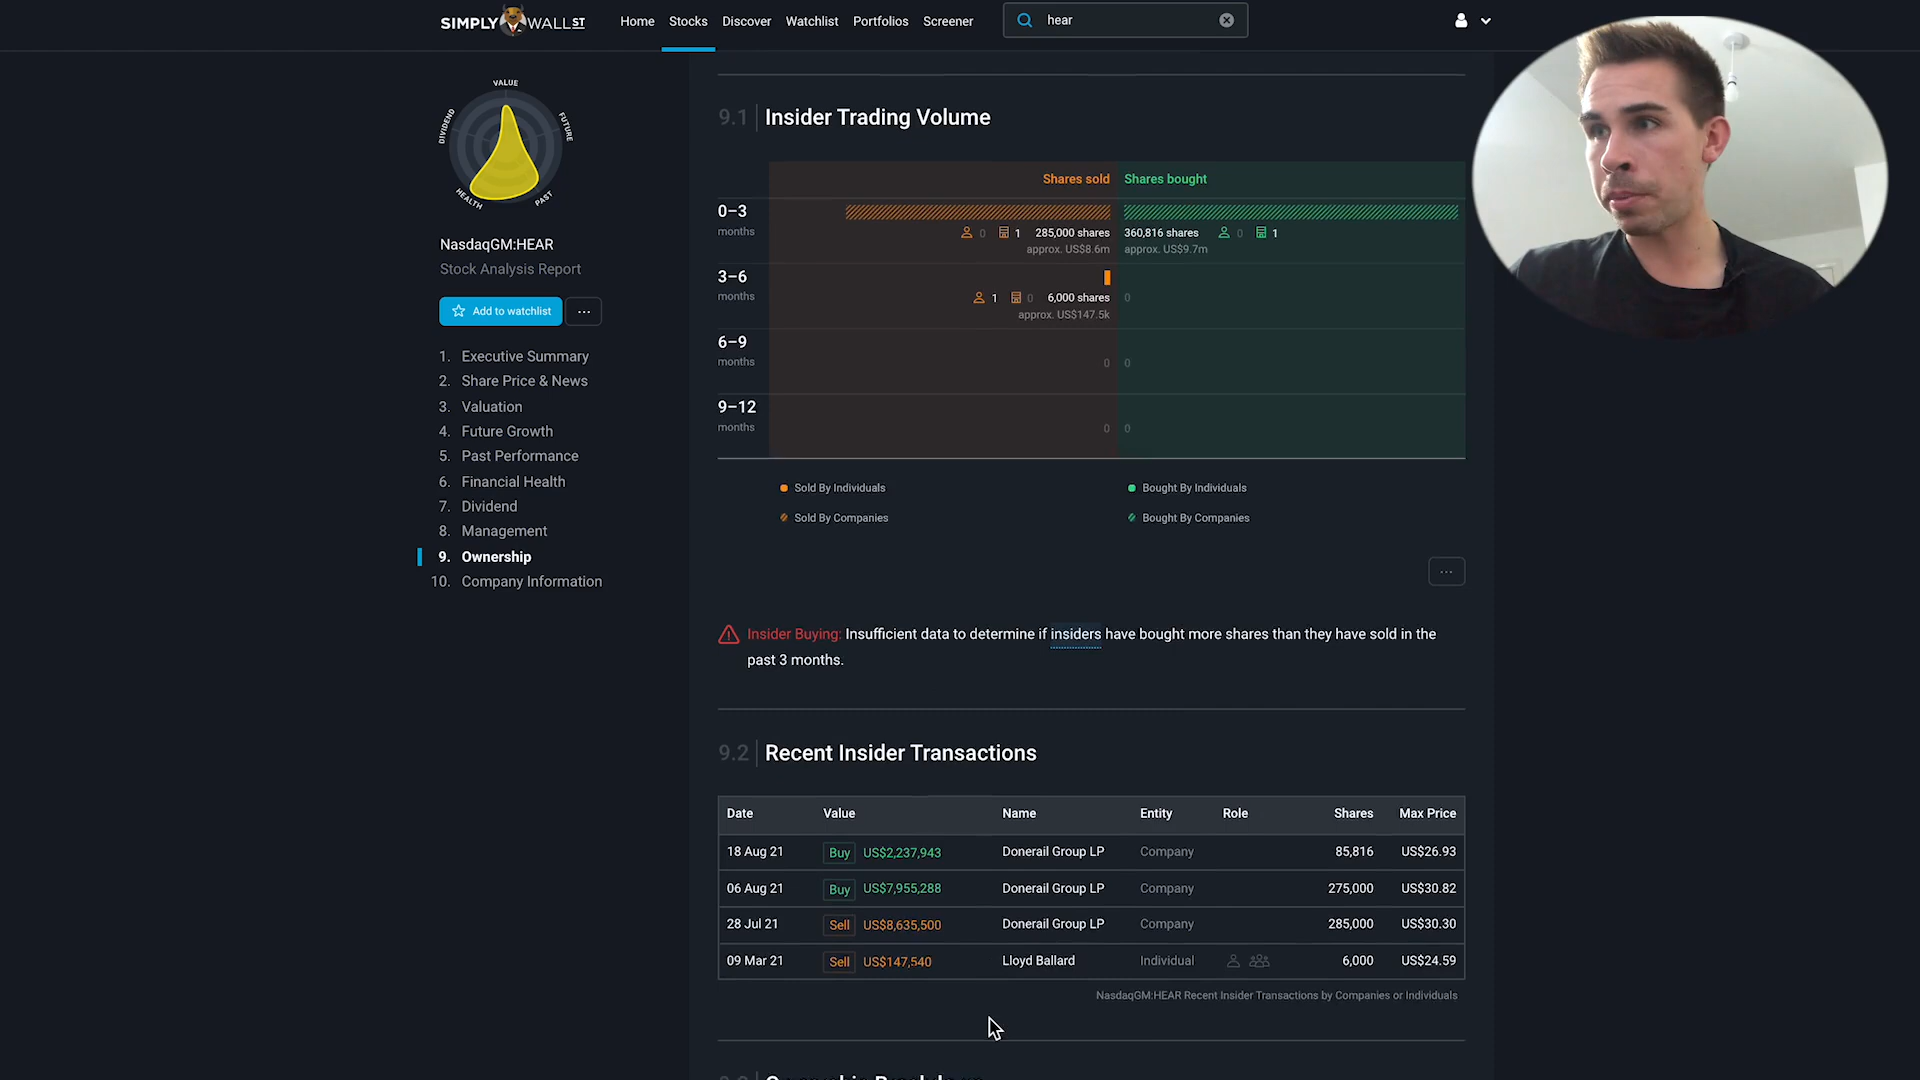 SIMPLY WALLST
Home Stocks Discover Watchlist Portfolios Screener
hear
VALUE
FUTURE
PAST
HEALTH
DIVIDEND
NasdaqGM:HEAR
Stock Analysis Report
Add to watchlist
1. Executive Summary
2. Share Price & News
3. Valuation
4. Future Growth
5. Past Performance
6. Financial Health
7. Dividend
8. Management
9. Ownership
10. Company Information
9.1 Insider Trading Volume
Shares sold Shares bought
0–3
months
0 1 285,000 shares 360,816 shares 0 1
approx. US$8.6m approx. US$9.7m
3–6
months
1 0 6,000 shares 0
approx. US$147.5k
6–9
months
0 0
9–12
months
0 0
Sold By Individuals Bought By Individuals
Sold By Companies Bought By Companies
Insider Buying: Insufficient data to determine if insiders have bought more shares than they have sold in the
past 3 months.
9.2 Recent Insider Transactions
Date Value Name Entity Role Shares Max Price
18 Aug 21 Buy US$2,237,943 Donerail Group LP Company 85,816 US$26.93
06 Aug 21 Buy US$7,955,288 Donerail Group LP Company 275,000 US$30.82
28 Jul 21 Sell US$8,635,500 Donerail Group LP Company 285,000 US$30.30
09 Mar 21 Sell US$147,540 Lloyd Ballard Individual 6,000 US$24.59
NasdaqGM:HEAR Recent Insider Transactions by Companies or Individuals